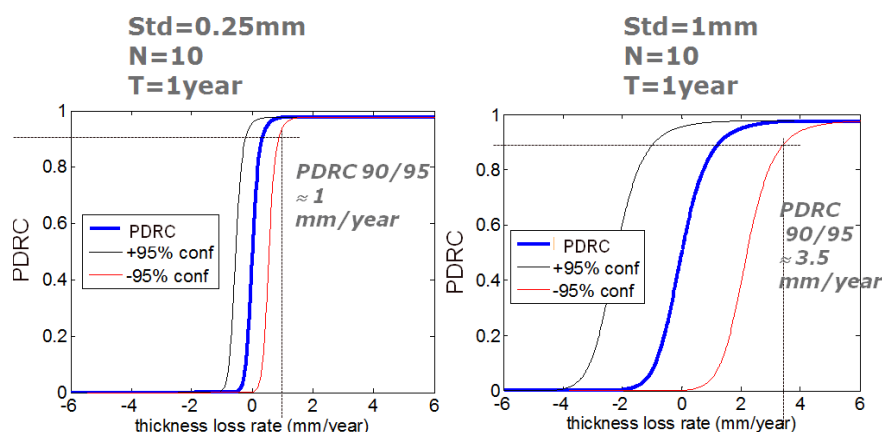 Std=0.25mm
N=10
T=1year
Std=1mm
N=10
T=1year
PDRC
1
0.8
0.6
0.4
0.2
0
PDRC 90/95
≈ 1
mm/year
PDRC
+95% conf
-95% conf
-6 -4 -2 0 2 4 6
thickness loss rate (mm/year)
PDRC
1
0.8
0.6
0.4
0.2
0
PDRC
90/95
≈ 3.5
mm/year
PDRC
+95% conf
-95% conf
-6 -4 -2 0 2 4 6
thickness loss rate (mm/year)